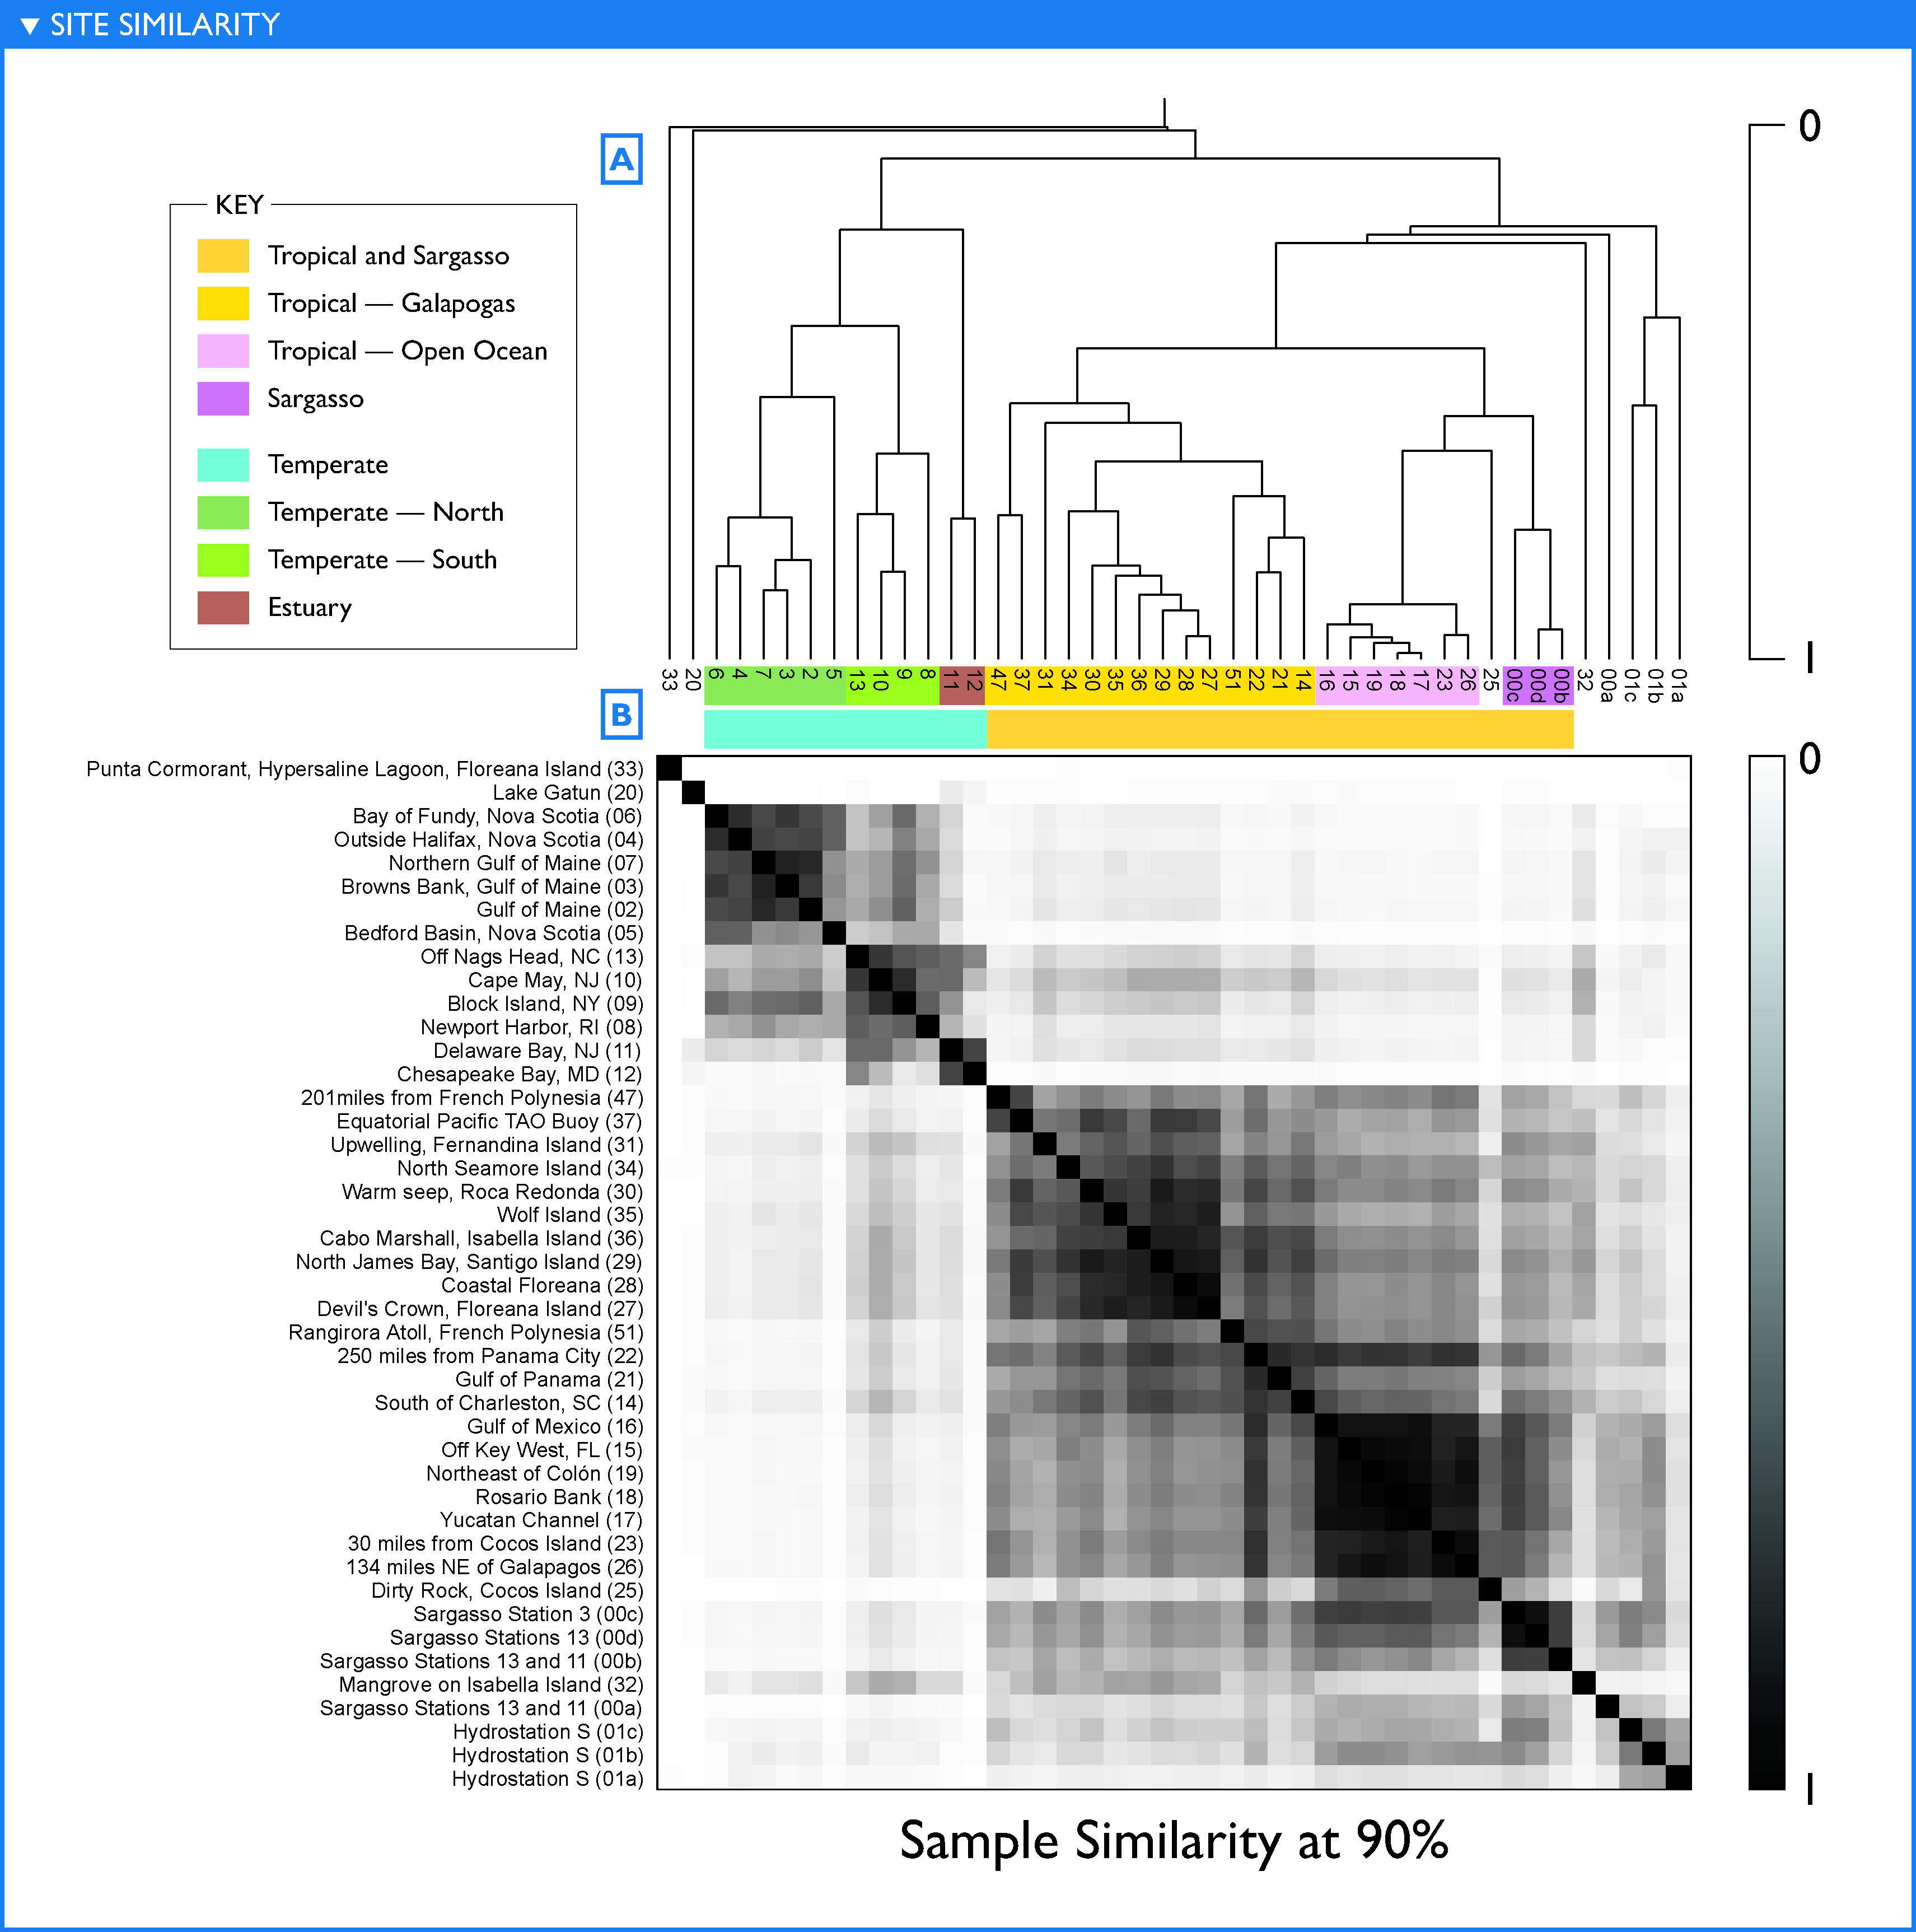 ▼ SITE SIMILARITY
A
0
KEY
Tropical and Sargasso
Tropical — Galapogas
Tropical — Open Ocean
Sargasso
Temperate
Temperate — North
Temperate — South
Estuary
1
33 20 6 4 7 3 2 5 13 10 9 8 11 12 47 37 31 34 30 35 36 29 28 27 51 22 21 14 16 15 19 18 17 23 26 25 00c 00d 00b 32 00a 01c 01b 01a
B
0
Punta Cormorant, Hypersaline Lagoon, Floreana Island (33)
Lake Gatun (20)
Bay of Fundy, Nova Scotia (06)
Outside Halifax, Nova Scotia (04)
Northern Gulf of Maine (07)
Browns Bank, Gulf of Maine (03)
Gulf of Maine (02)
Bedford Basin, Nova Scotia (05)
Off Nags Head, NC (13)
Cape May, NJ (10)
Block Island, NY (09)
Newport Harbor, RI (08)
Delaware Bay, NJ (11)
Chesapeake Bay, MD (12)
201miles from French Polynesia (47)
Equatorial Pacific TAO Buoy (37)
Upwelling, Fernandina Island (31)
North Seamore Island (34)
Warm seep, Roca Redonda (30)
Wolf Island (35)
Cabo Marshall, Isabella Island (36)
North James Bay, Santigo Island (29)
Coastal Floreana (28)
Devil's Crown, Floreana Island (27)
Rangirora Atoll, French Polynesia (51)
250 miles from Panama City (22)
Gulf of Panama (21)
South of Charleston, SC (14)
Gulf of Mexico (16)
Off Key West, FL (15)
Northeast of Colón (19)
Rosario Bank (18)
Yucatan Channel (17)
30 miles from Cocos Island (23)
134 miles NE of Galapagos (26)
Dirty Rock, Cocos Island (25)
Sargasso Station 3 (00c)
Sargasso Stations 13 (00d)
Sargasso Stations 13 and 11 (00b)
Mangrove on Isabella Island (32)
Sargasso Stations 13 and 11 (00a)
Hydrostation S (01c)
Hydrostation S (01b)
Hydrostation S (01a)
1
Sample Similarity at 90%